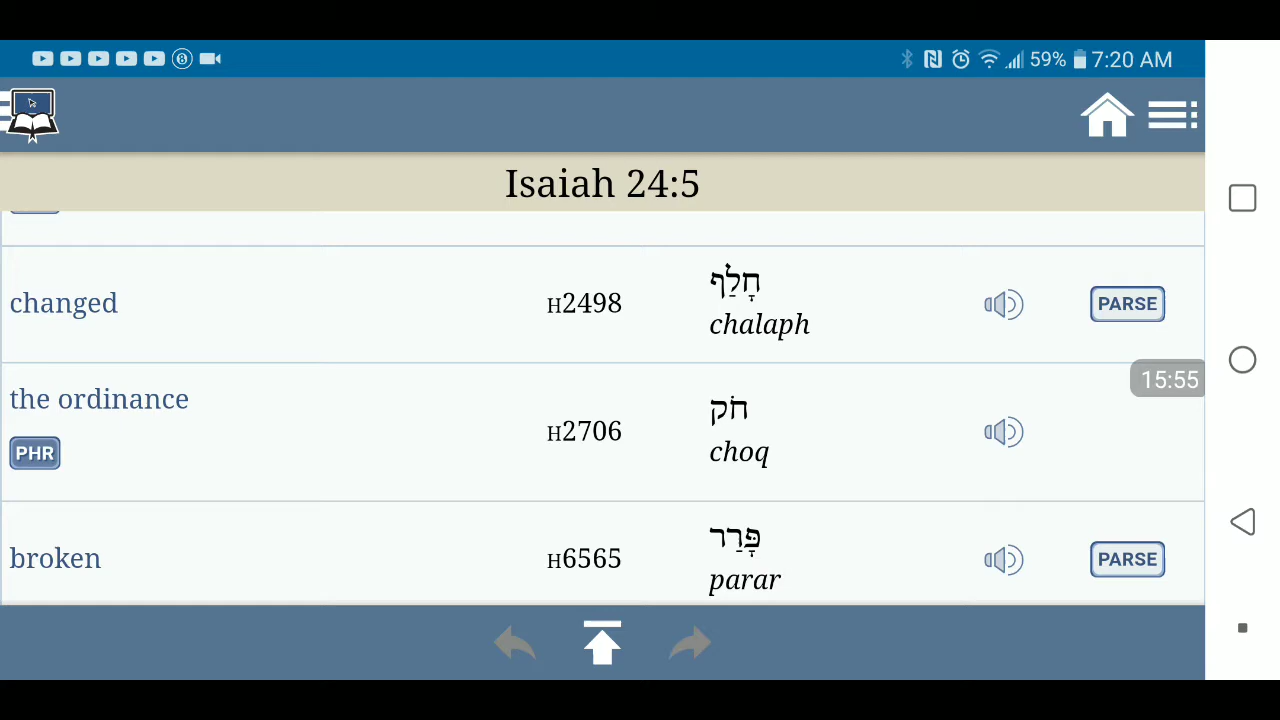 59% 7:20 AM
Isaiah 24:5
changed H2498 חָלַף PARSE
chalaph
15:55
the ordinance H2706 חֹק
choq
PHR
broken H6565 פָּרַר PARSE
parar